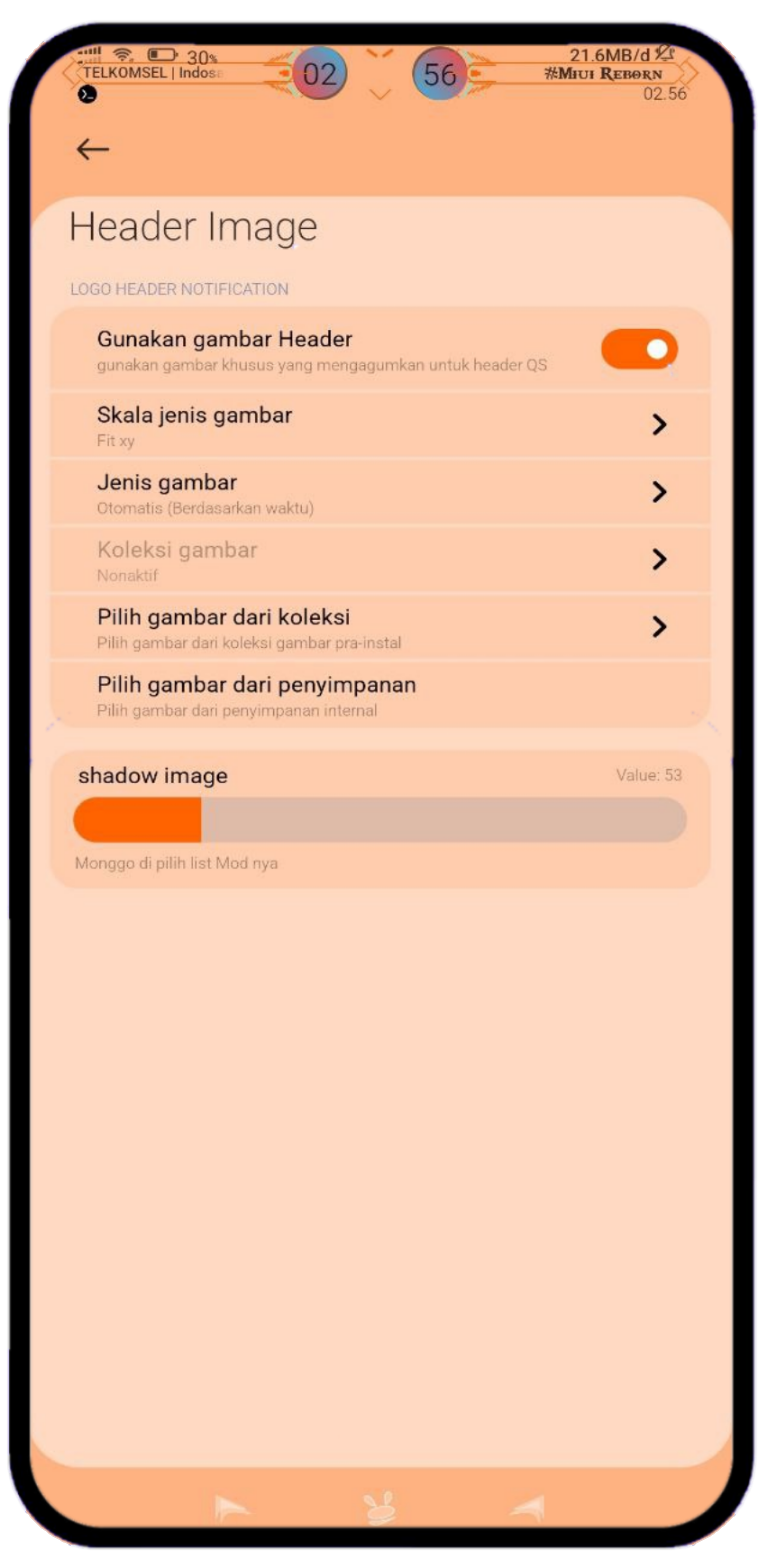 30%
02
56
21.6MB/d
TELKOMSEL | Indos
#MIUI REBORN
02.56
Header Image
LOGO HEADER NOTIFICATION
Gunakan gambar Header
gunakan gambar khusus yang mengagumkan untuk header QS
Skala jenis gambar
Fit xy
Jenis gambar
Otomatis (Berdasarkan waktu)
Koleksi gambar
Nonaktif
Pilih gambar dari koleksi
Pilih gambar dari koleksi gambar pra-instal
Pilih gambar dari penyimpanan
Pilih gambar dari penyimpanan internal
shadow image
Value: 53
Monggo di pilih list Mod nya